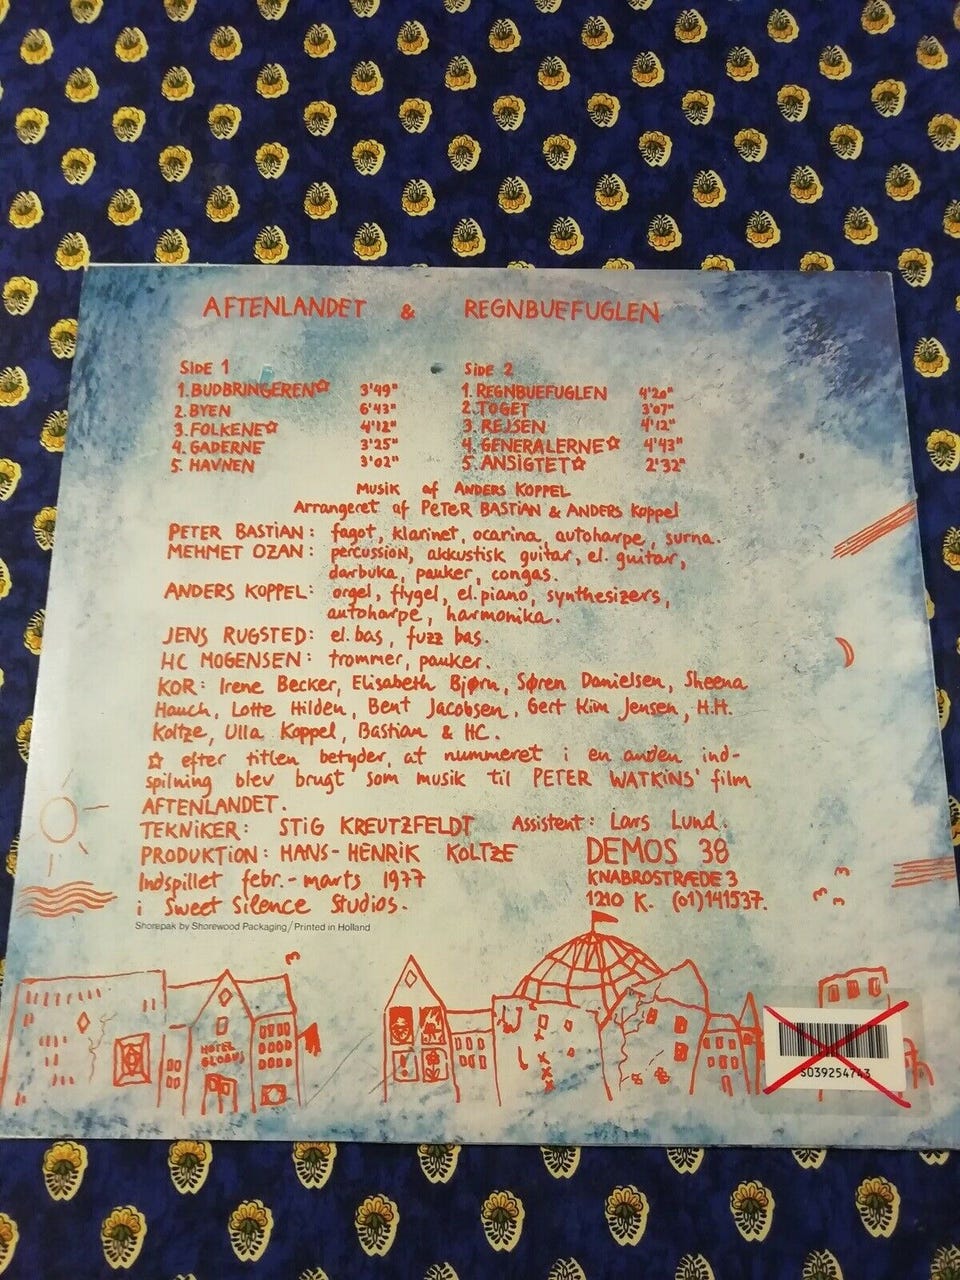 AFTENLANDET & REGNBUEFUGLEN
SIDE 1
1. BUDBRINGEREN☆ 3'49"
2. BYEN 6'43"
3. FOLKENE☆ 4'12"
4. GADERNE 3'25"
5. HAVNEN 3'02"
SIDE 2
1. REGNBUEFUGLEN 4'20"
2. TOGET 3'07"
3. REJSEN 4'12"
4. GENERALERNE☆ 4'43"
5. ANSIGTET☆ 2'32"
Musik af ANDERS KOPPEL
Arrangeret af PETER BASTIAN & ANDERS Koppel
PETER BASTIAN: fagot, klarinet, ocarina, autoharpe, surna.
MEHMET OZAN: percussion, akkustisk guitar, el. guitar,
darbuka, pauker, congas.
ANDERS KOPPEL: orgel, flygel, el.piano, synthesizers,
autoharpe, harmonika.
JENS RUGSTED: el.bas, fuzz bas.
HC MOGENSEN: trommer, pauker.
KOR: Irene Becker, Elisabeth Bjørn, Søren Danielsen, Sheena
Hauch, Lotte Hilden, Bent Jacobsen, Gert Kim Jensen, H.H.
Koltze, Ulla Koppel, Bastian & HC.
☆ efter titlen betyder, at nummeret i en anden ind-
spilning blev brugt som musik til PETER WATKINS' film
AFTENLANDET.
TEKNIKER: STIG KREUTZFELDT Assistent: Lars Lund.
PRODUKTION: HANS-HENRIK KOLTZE
Indspillet febr.-marts 1977
i Sweet Silence Studios.
DEMOS 38
KNABROSTRÆDE 3
1210 K. (01)141537.
Shorepak by Shorewood Packaging/Printed in Holland
HOTEL
GLOBUS
S039254743